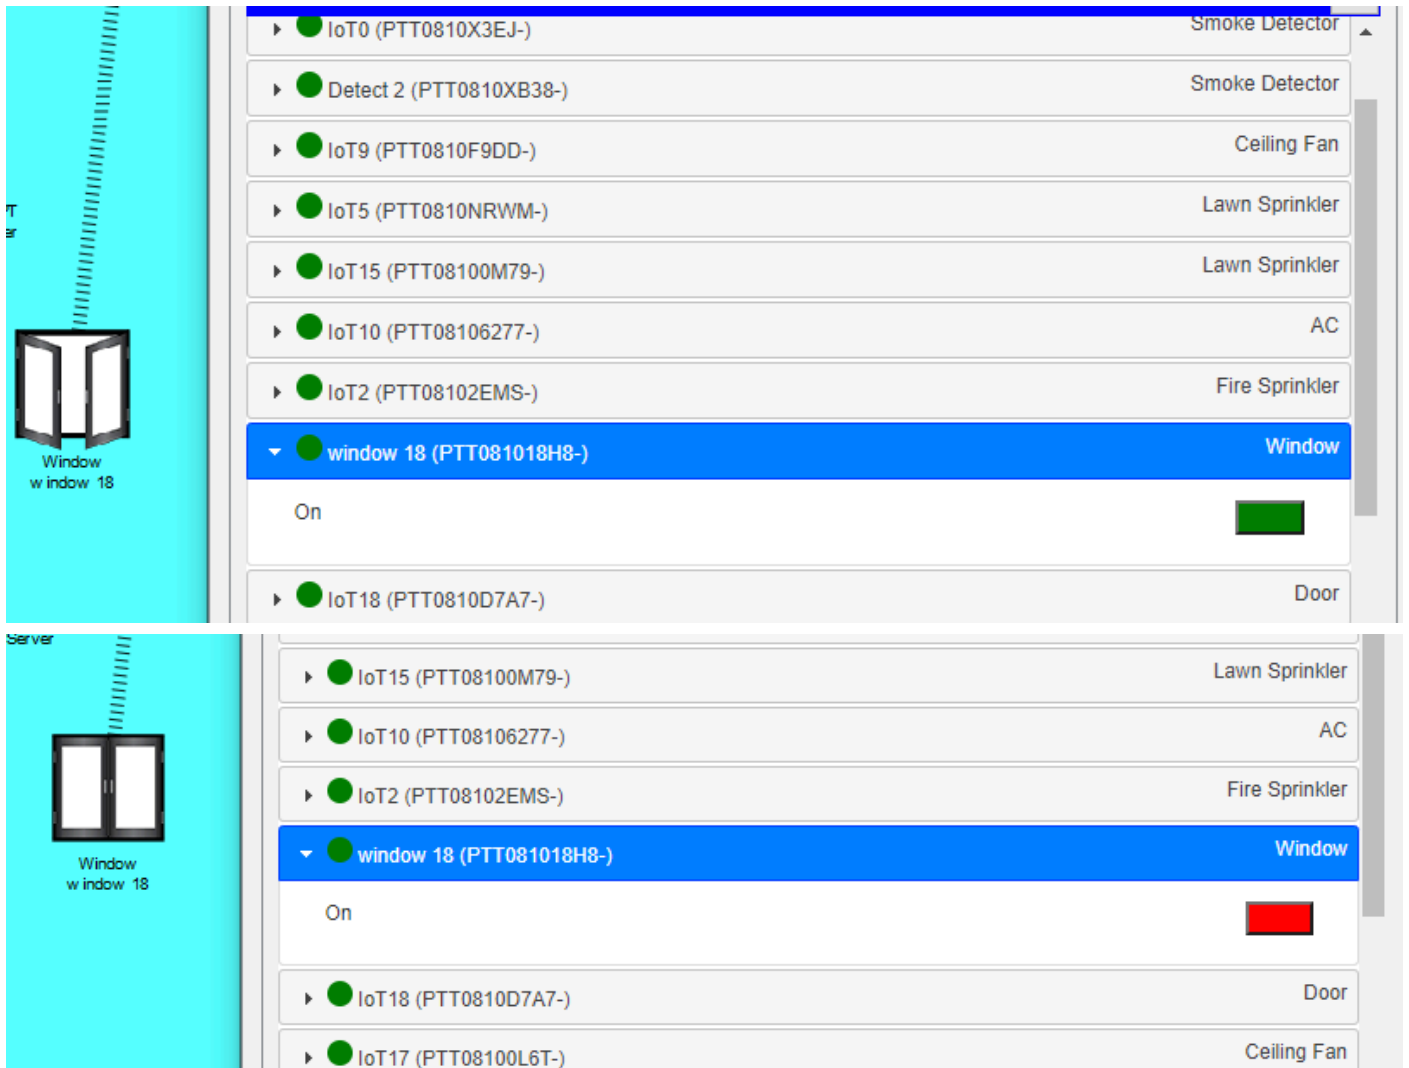 IoT0 (PTT0810X3EJ-) Smoke Detector
Detect 2 (PTT0810XB38-) Smoke Detector
IoT9 (PTT0810F9DD-) Ceiling Fan
IoT5 (PTT0810NRWM-) Lawn Sprinkler
IoT15 (PTT08100M79-) Lawn Sprinkler
IoT10 (PTT08106277-) AC
IoT2 (PTT08102EMS-) Fire Sprinkler
window 18 (PTT081018H8-) Window
On
IoT18 (PTT0810D7A7-) Door
Window
window 18
Server
IoT15 (PTT08100M79-) Lawn Sprinkler
IoT10 (PTT08106277-) AC
IoT2 (PTT08102EMS-) Fire Sprinkler
window 18 (PTT081018H8-) Window
On
IoT18 (PTT0810D7A7-) Door
IoT17 (PTT08100L6T-) Ceiling Fan
Window
window 18